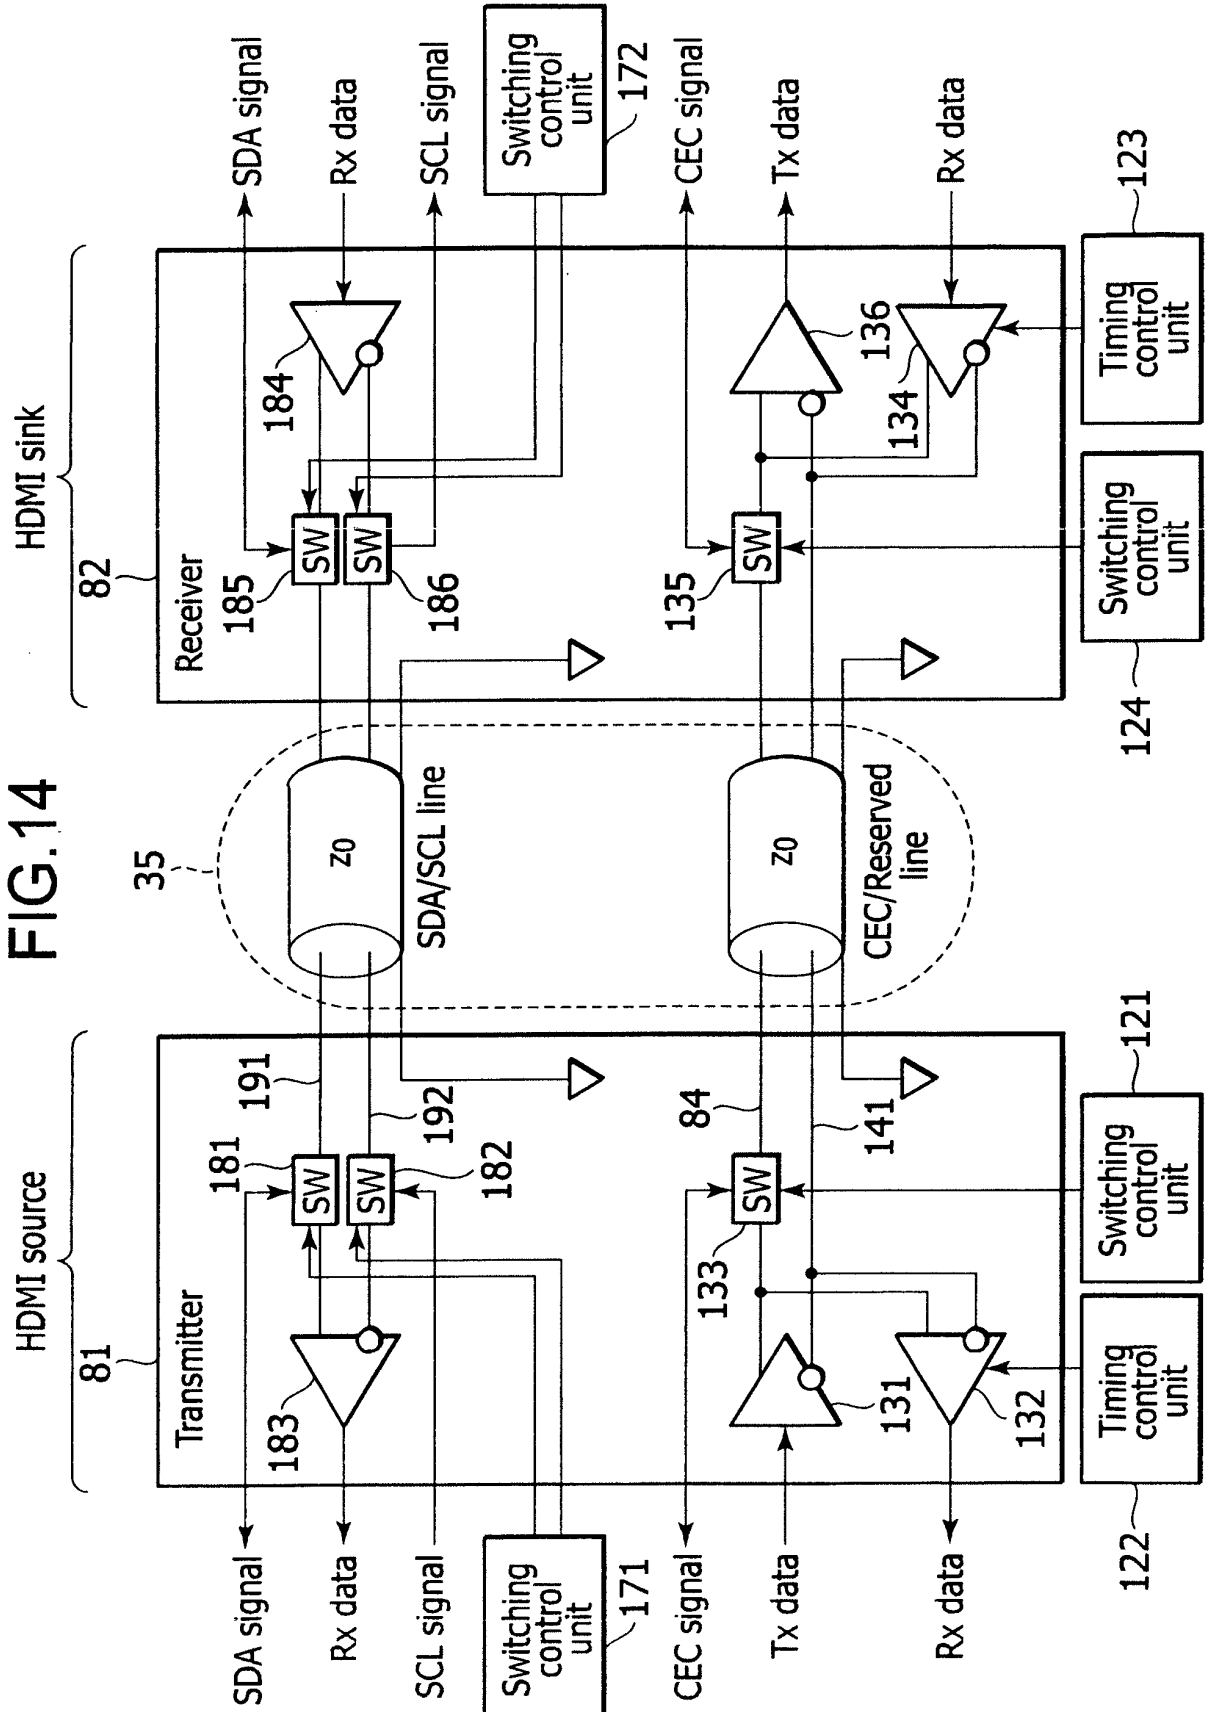 FIG.14
HDMI source
HDMI sink
81
35
82
Transmitter
Receiver
SDA signal
SDA signal
181
191
185
SW
SW
183
184
Rx data
Rx data
Z0
182
192
186
SW
SW
SCL signal
SCL signal
SDA/SCL line
Switching
control
unit
171
Switching
control
unit
172
CEC signal
CEC signal
133
84
135
SW
SW
Tx data
Tx data
Z0
131
141
136
CEC/Reserved
line
134
Rx data
Rx data
132
Timing
control
unit
122
Switching
control
unit
121
Switching
control
unit
124
Timing
control
unit
123